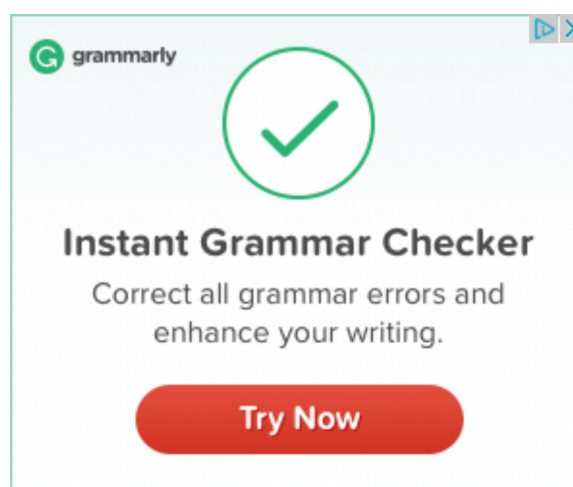 grammarly
Instant Grammar Checker
Correct all grammar errors and
enhance your writing.
Try Now